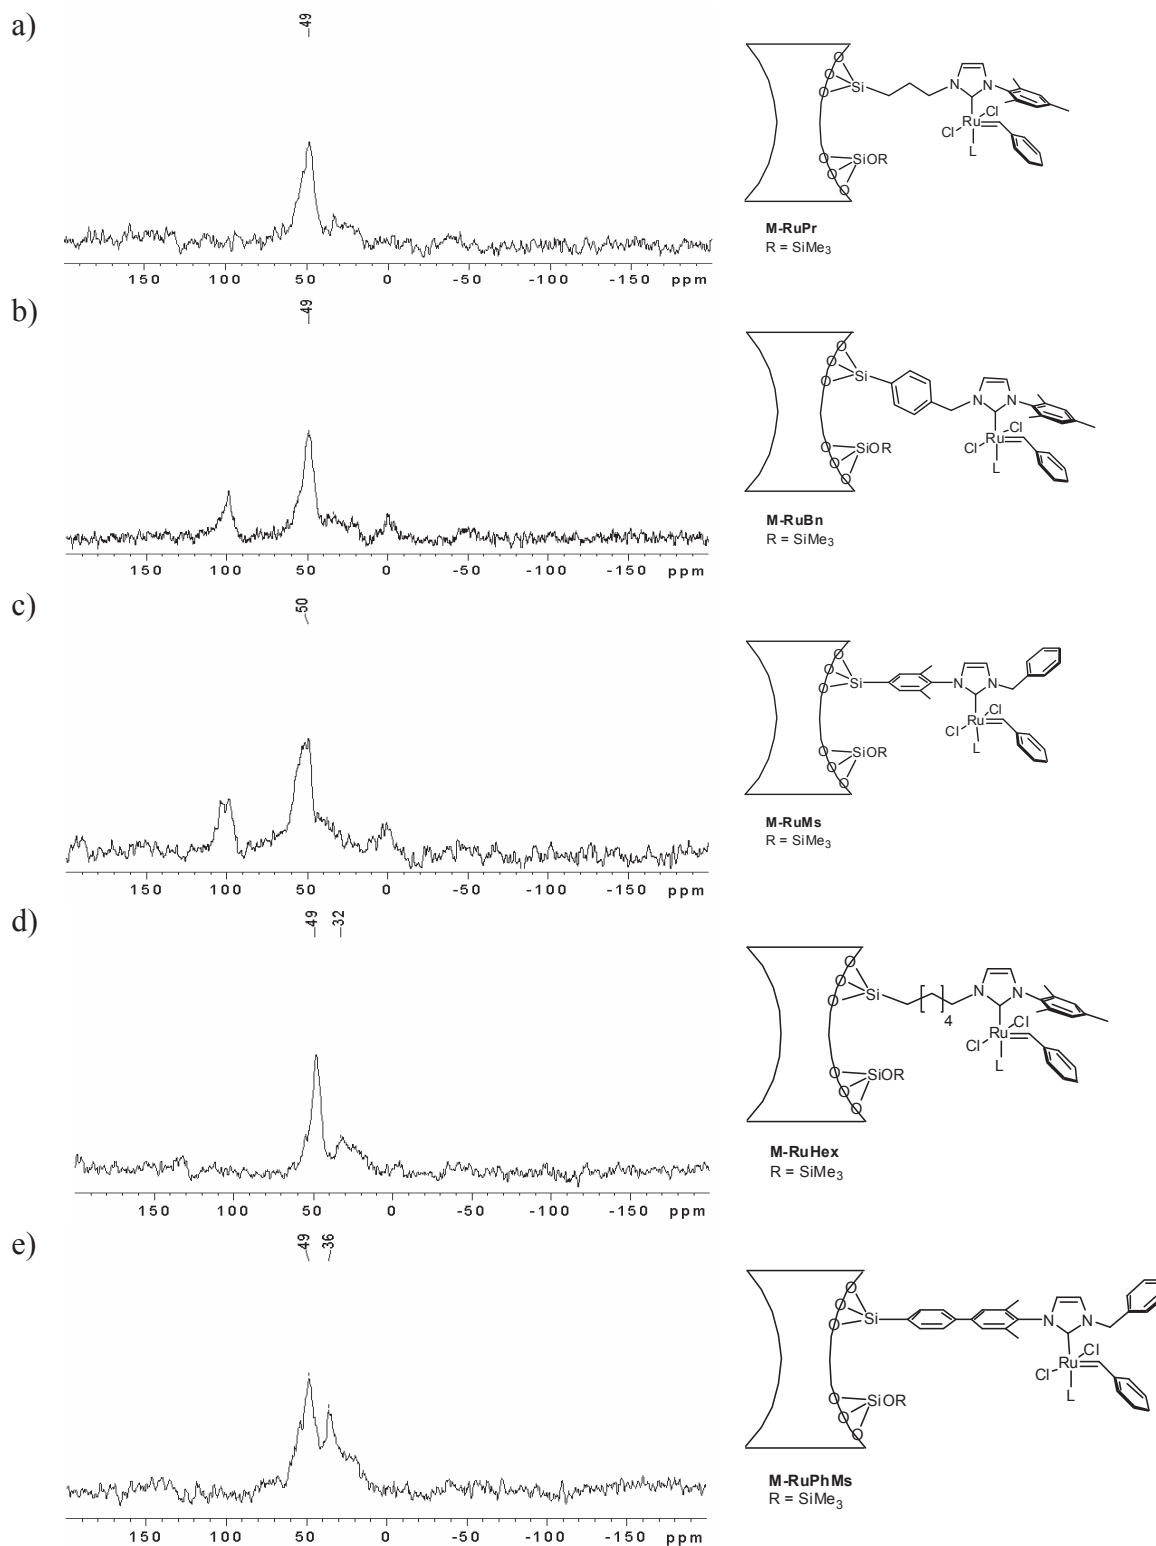 a)
49
150 100 50 0 -50 -100 -150 ppm
O
O
O
Si
N
N
Cl
Ru
Cl
L
O
SiOR
O
O
M-RuPr
R = SiMe3
b)
49
150 100 50 0 -50 -100 -150 ppm
O
O
O
Si
N
N
Cl
Ru
Cl
L
O
SiOR
O
O
M-RuBn
R = SiMe3
c)
50
150 100 50 0 -50 -100 -150 ppm
O
O
O
Si
N
N
Cl
Ru
Cl
L
O
SiOR
O
O
M-RuMs
R = SiMe3
d)
49 32
150 100 50 0 -50 -100 -150 ppm
O
O
O
Si
4
N
N
Cl
Ru
Cl
L
O
SiOR
O
O
M-RuHex
R = SiMe3
e)
49 36
150 100 50 0 -50 -100 -150 ppm
O
O
O
Si
N
N
Cl
Ru
Cl
L
O
SiOR
O
O
M-RuPhMs
R = SiMe3